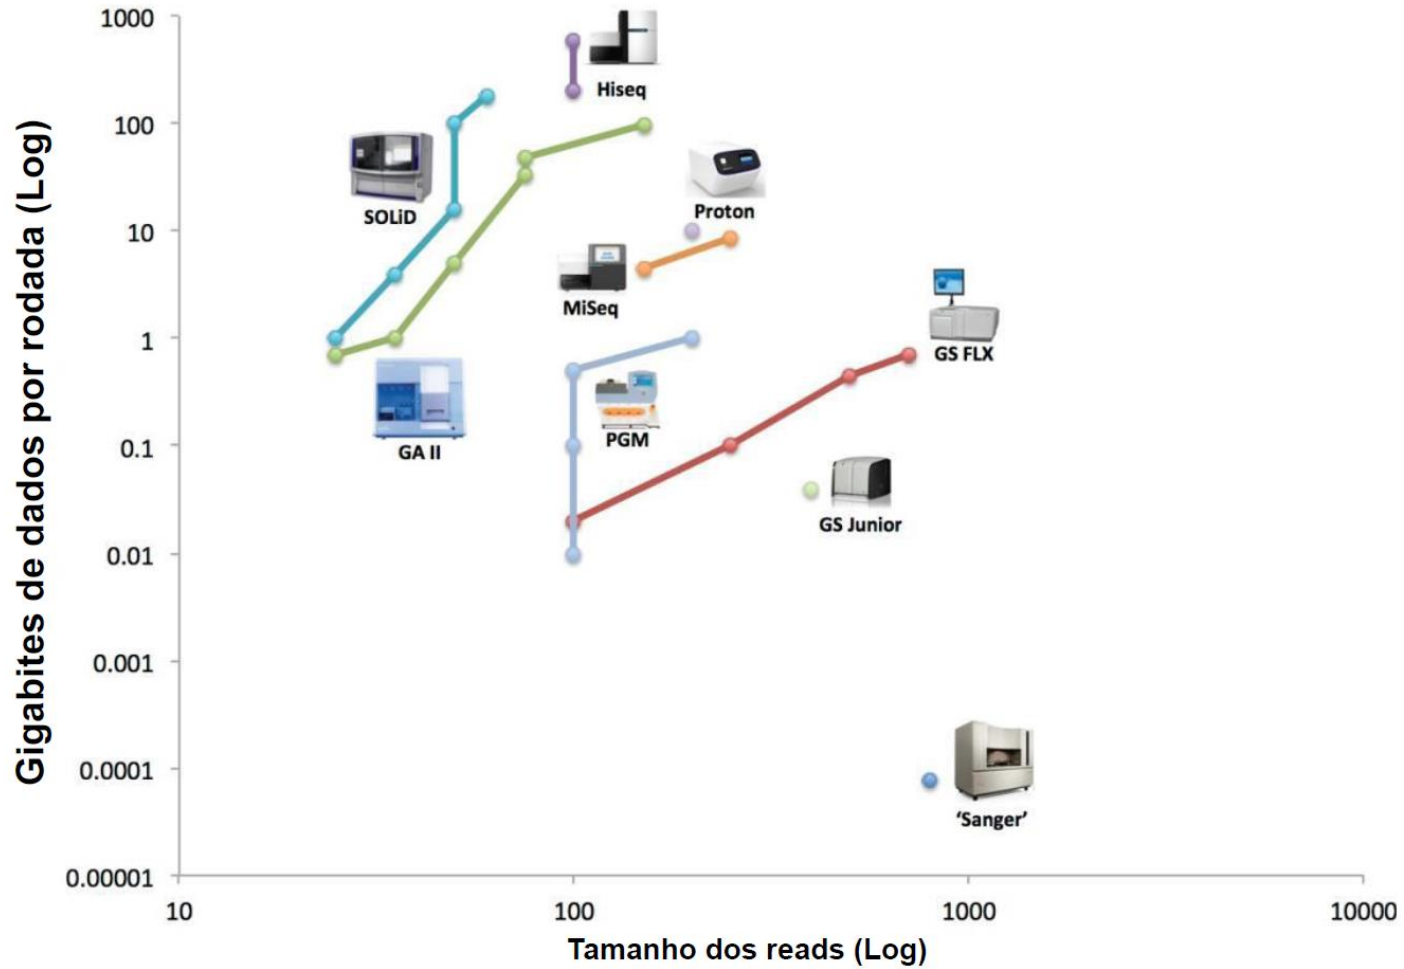 Gigabites de dados por rodada (Log)
1000
100
10
1
0.1
0.01
0.001
0.0001
0.00001
Hiseq
SOLiD
Proton
MiSeq
GS FLX
PGM
GA II
GS Junior
‘Sanger’
10
100
1000
10000
Tamanho dos reads (Log)